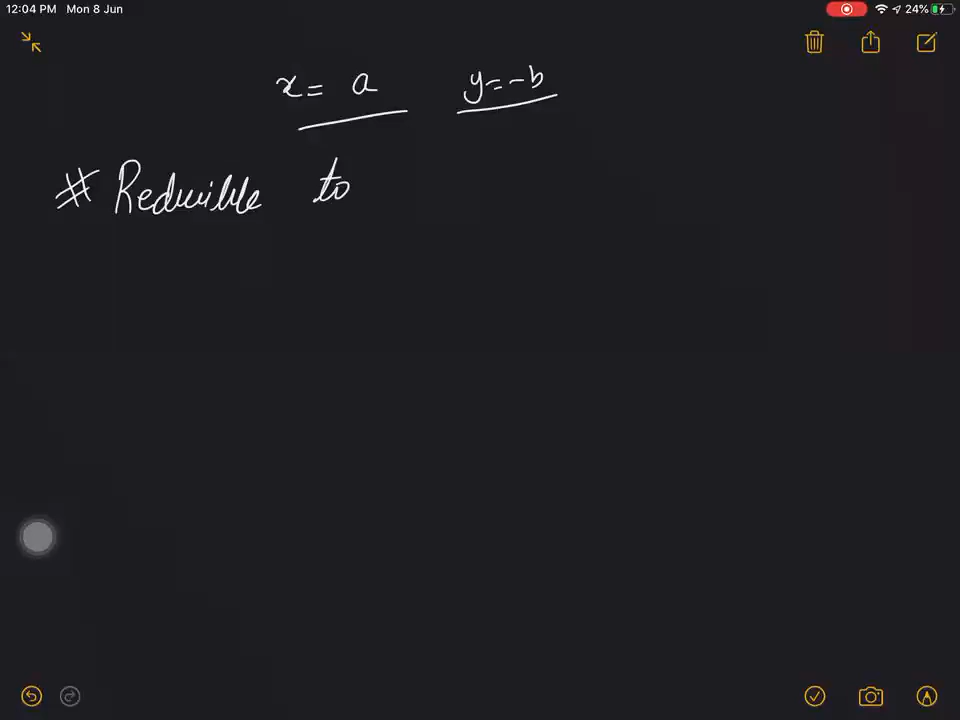 12:04 PM Mon 8 Jun 24%
x = a y = -b
# Reducible to